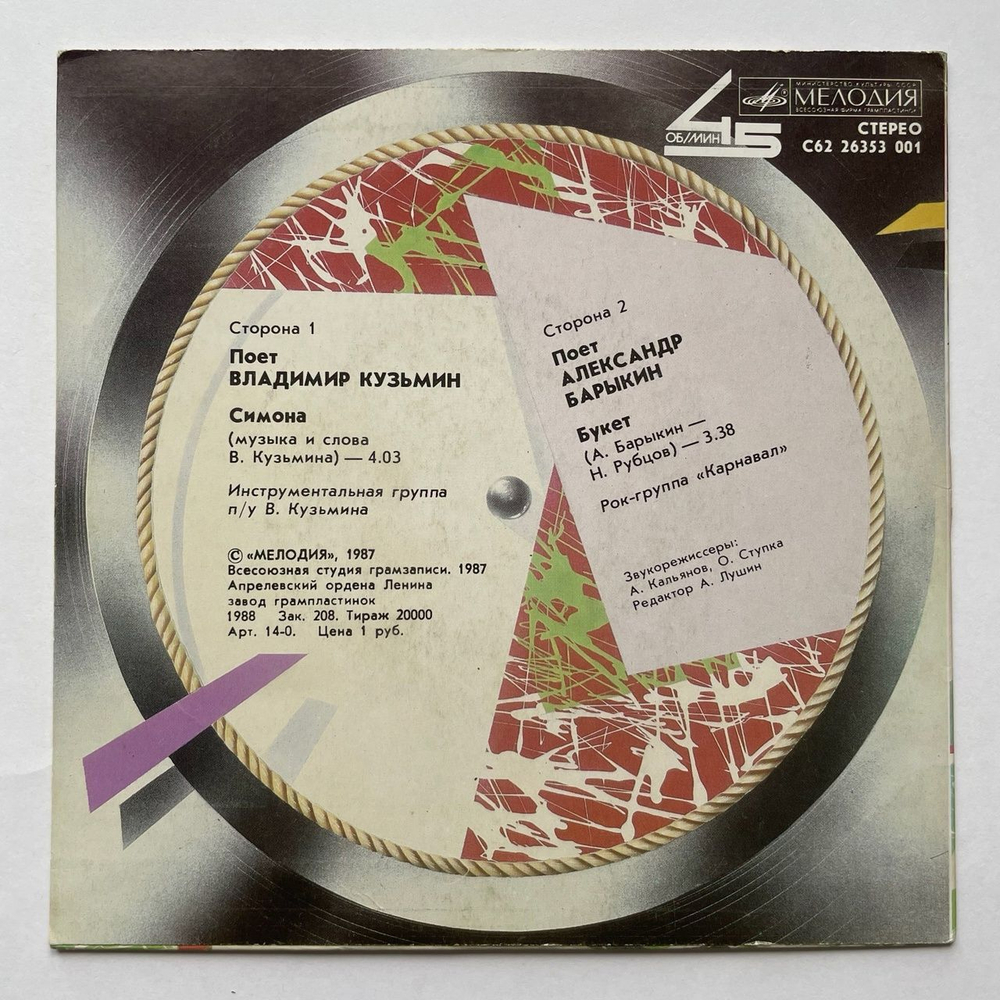 45
ОБ/МИН
МИНИСТЕРСТВО КУЛЬТУРЫ СССР
МЕЛОДИЯ
ВСЕСОЮЗНАЯ ФИРМА ГРАМПЛАСТИНОК
СТЕРЕО
С62 26353 001
Сторона 1
Поет
ВЛАДИМИР КУЗЬМИН
Симона
(музыка и слова
В. Кузьмина) — 4.03
Инструментальная группа
п/у В. Кузьмина
© «МЕЛОДИЯ», 1987
Всесоюзная студия грамзаписи. 1987
Апрелевский ордена Ленина
завод грампластинок
1988 Зак. 208. Тираж 20000
Арт. 14-0. Цена 1 руб.
Сторона 2
Поет
АЛЕКСАНДР
БАРЫКИН
Букет
(А. Барыкин —
Н. Рубцов) — 3.38
Рок-группа «Карнавал»
Звукорежиссеры:
А. Кальянов, О. Ступка
Редактор А. Лушин